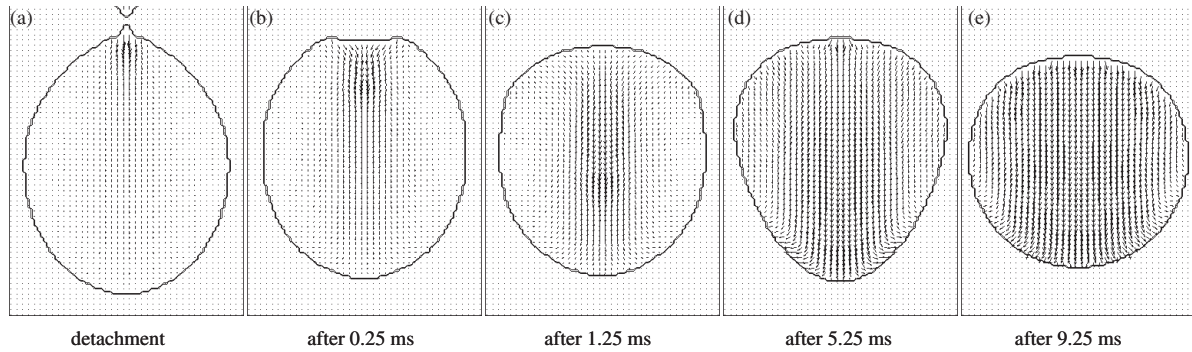 (a) (b) (c) (d) (e)
detachment after 0.25 ms after 1.25 ms after 5.25 ms after 9.25 ms